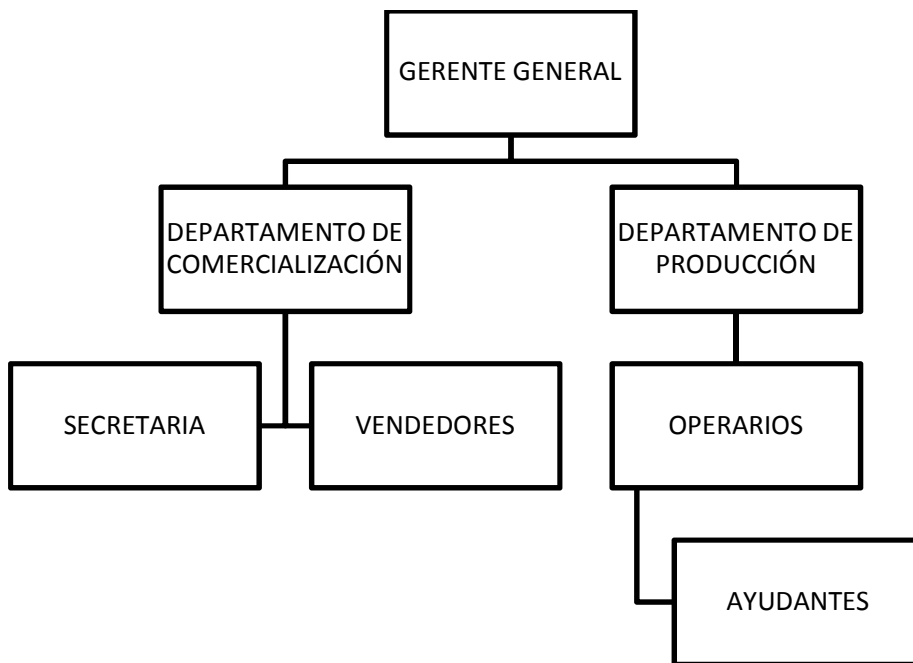 GERENTE GENERAL
DEPARTAMENTO DE
COMERCIALIZACIÓN
DEPARTAMENTO DE
PRODUCCIÓN
SECRETARIA
VENDEDORES
OPERARIOS
AYUDANTES